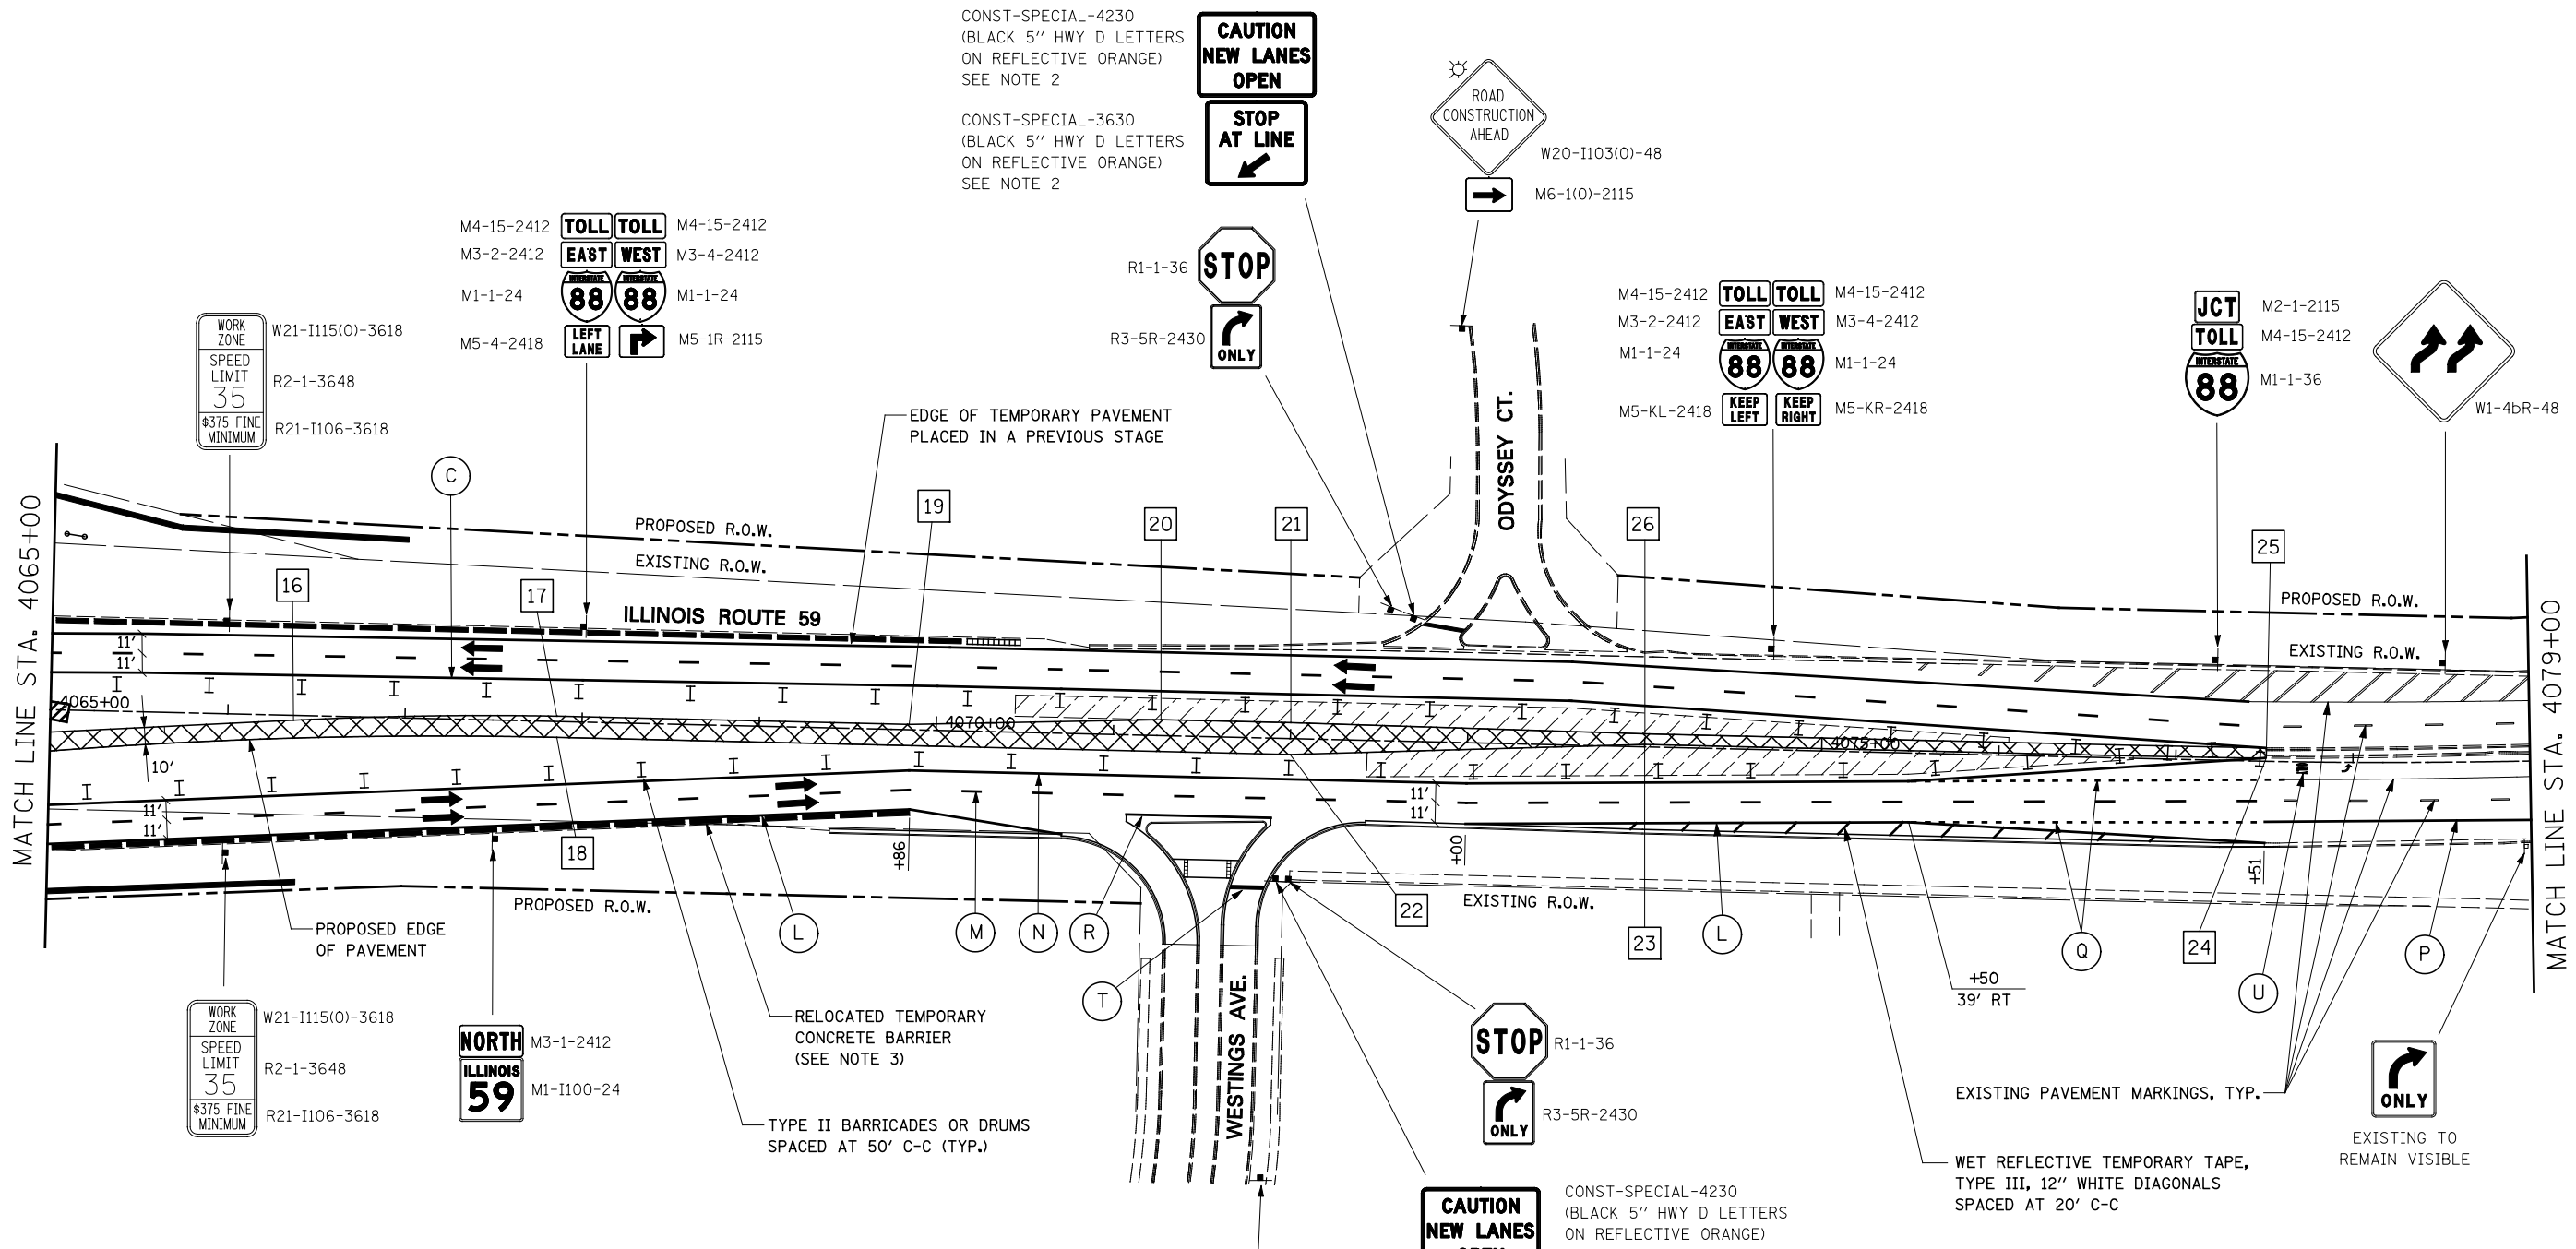 CONST-SPECIAL-4230
(BLACK 5″ HWY D LETTERS
ON REFLECTIVE ORANGE)
SEE NOTE 2
CAUTION
NEW LANES
OPEN
CONST-SPECIAL-3630
(BLACK 5″ HWY D LETTERS
ON REFLECTIVE ORANGE)
SEE NOTE 2
STOP
AT LINE
ROAD
CONSTRUCTION
AHEAD
W20-I103(O)-48
M6-1(O)-2115
M4-15-2412 TOLL TOLL M4-15-2412
M3-2-2412 EAST WEST M3-4-2412
M1-1-24 INTERSTATE 88 INTERSTATE 88 M1-1-24
M5-4-2418 LEFT LANE M5-1R-2115
R1-1-36 STOP
R3-5R-2430 ONLY
M4-15-2412 TOLL TOLL M4-15-2412
M3-2-2412 EAST WEST M3-4-2412
M1-1-24 INTERSTATE 88 INTERSTATE 88 M1-1-24
M5-KL-2418 KEEP LEFT KEEP RIGHT M5-KR-2418
JCT M2-1-2115
TOLL M4-15-2412
INTERSTATE 88 M1-1-36
W1-4bR-48
WORK
ZONE
W21-I115(O)-3618
SPEED
LIMIT
35
R2-1-3648
$375 FINE
MINIMUM
R21-I106-3618
C
EDGE OF TEMPORARY PAVEMENT
PLACED IN A PREVIOUS STAGE
ODYSSEY CT.
MATCH LINE STA. 4065+00
MATCH LINE STA. 4079+00
PROPOSED R.O.W.
EXISTING R.O.W.
ILLINOIS ROUTE 59
16
17
19
20
21
26
25
PROPOSED R.O.W.
EXISTING R.O.W.
11′
11′
4065+00
4070+00
4075+00
10′
11′
11′
11′
11′
18
+86
+00
+51
PROPOSED R.O.W.
EXISTING R.O.W.
PROPOSED EDGE
OF PAVEMENT
L
M
N
R
22
23
L
Q
24
U
P
T
+50
39′ RT
WORK
ZONE
W21-I115(O)-3618
SPEED
LIMIT
35
R2-1-3648
$375 FINE
MINIMUM
R21-I106-3618
NORTH M3-1-2412
ILLINOIS
59
M1-I100-24
RELOCATED TEMPORARY
CONCRETE BARRIER
(SEE NOTE 3)
TYPE II BARRICADES OR DRUMS
SPACED AT 50′ C-C (TYP.)
WESTINGS AVE.
STOP R1-1-36
ONLY R3-5R-2430
EXISTING PAVEMENT MARKINGS, TYP.
WET REFLECTIVE TEMPORARY TAPE,
TYPE III, 12″ WHITE DIAGONALS
SPACED AT 20′ C-C
ONLY
EXISTING TO
REMAIN VISIBLE
CAUTION
NEW LANES
OPEN
CONST-SPECIAL-4230
(BLACK 5″ HWY D LETTERS
ON REFLECTIVE ORANGE)